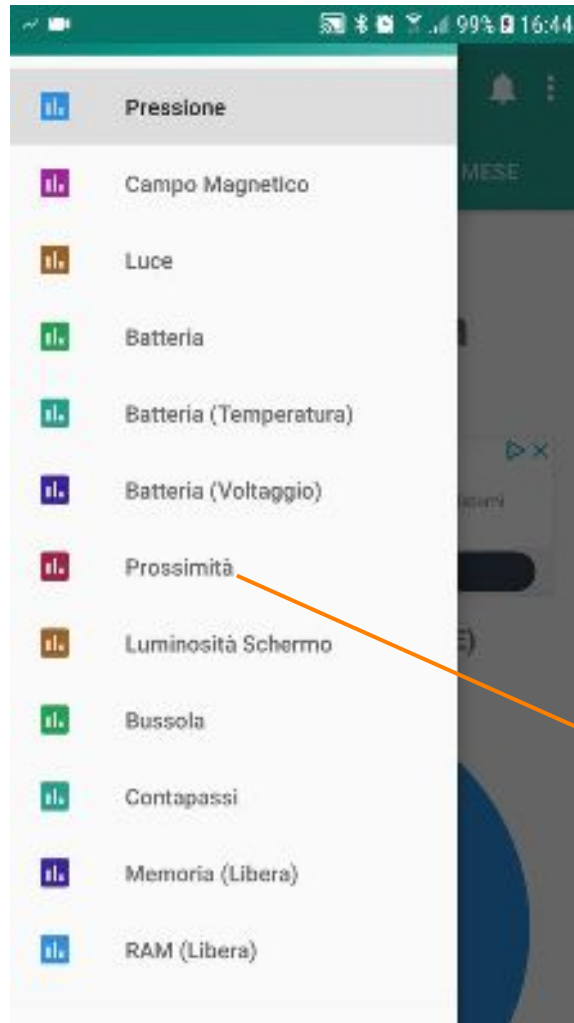 99% 16:44
Pressione
MESE
Campo Magnetico
Luce
Batteria
Batteria (Temperatura)
Batteria (Voltaggio)
Prossimità
Luminosità Schermo
Bussola
Contapassi
Memoria (Libera)
RAM (Libera)